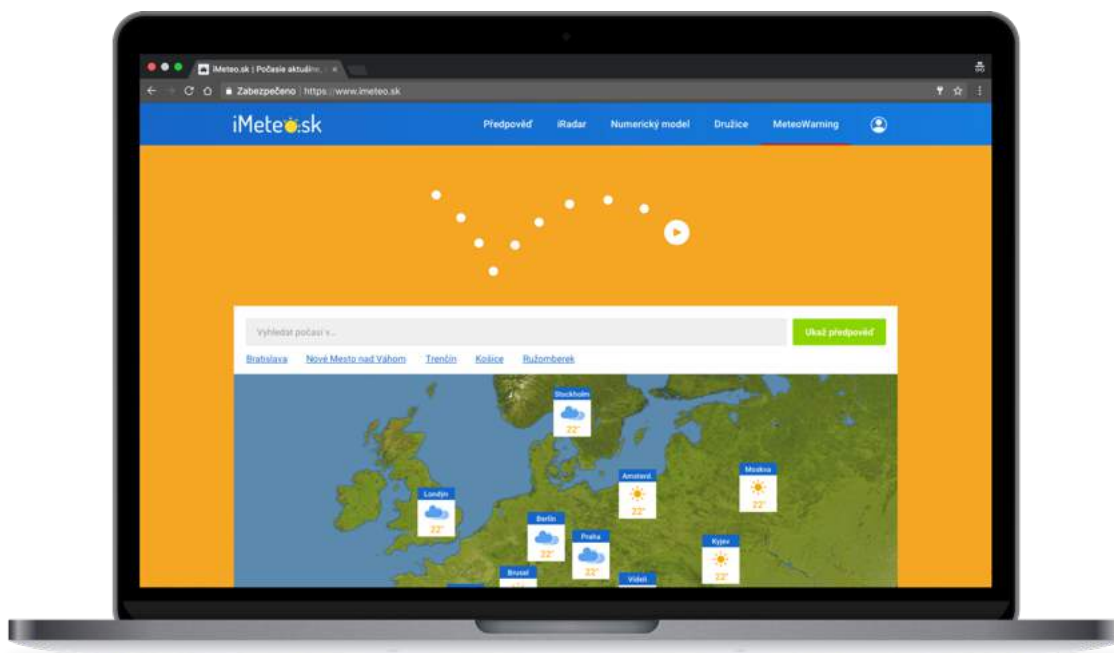 iMeteo.sk | Počasie aktuálne,
Zabezpečeno | https://www.imeteo.sk
iMeteo.sk
Předpověď iRadar Numerický model Družice MeteoWarning
Vyhledat počasí v...
Ukaž předpověď
Bratislava Nové Mesto nad Váhom Trenčín Košice Ružomberek
Stockholm
22°
Amsterd.
22°
Moskva
22°
Londýn
22°
Berlín
22°
Praha
22°
Kyjev
22°
Brusel
Vídeň